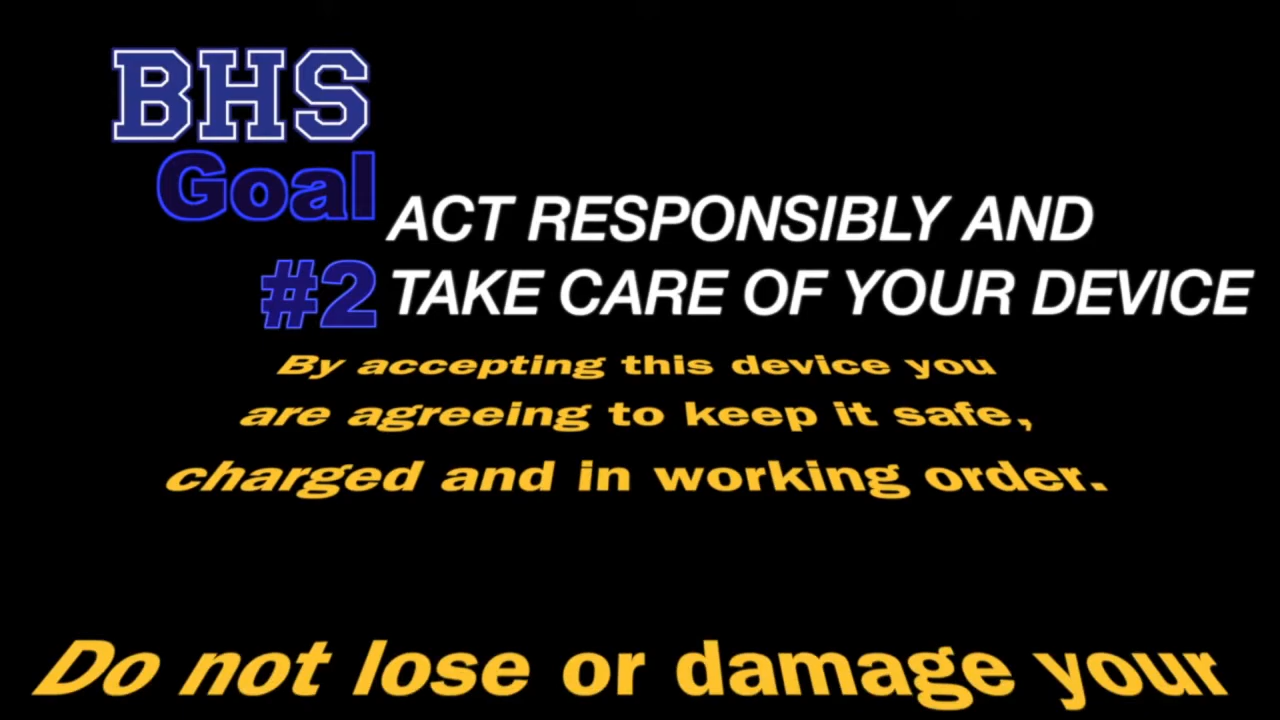 BHS
Goal
#2
ACT RESPONSIBLY AND
TAKE CARE OF YOUR DEVICE
By accepting this device you
are agreeing to keep it safe,
charged and in working order.
Do not lose or damage your